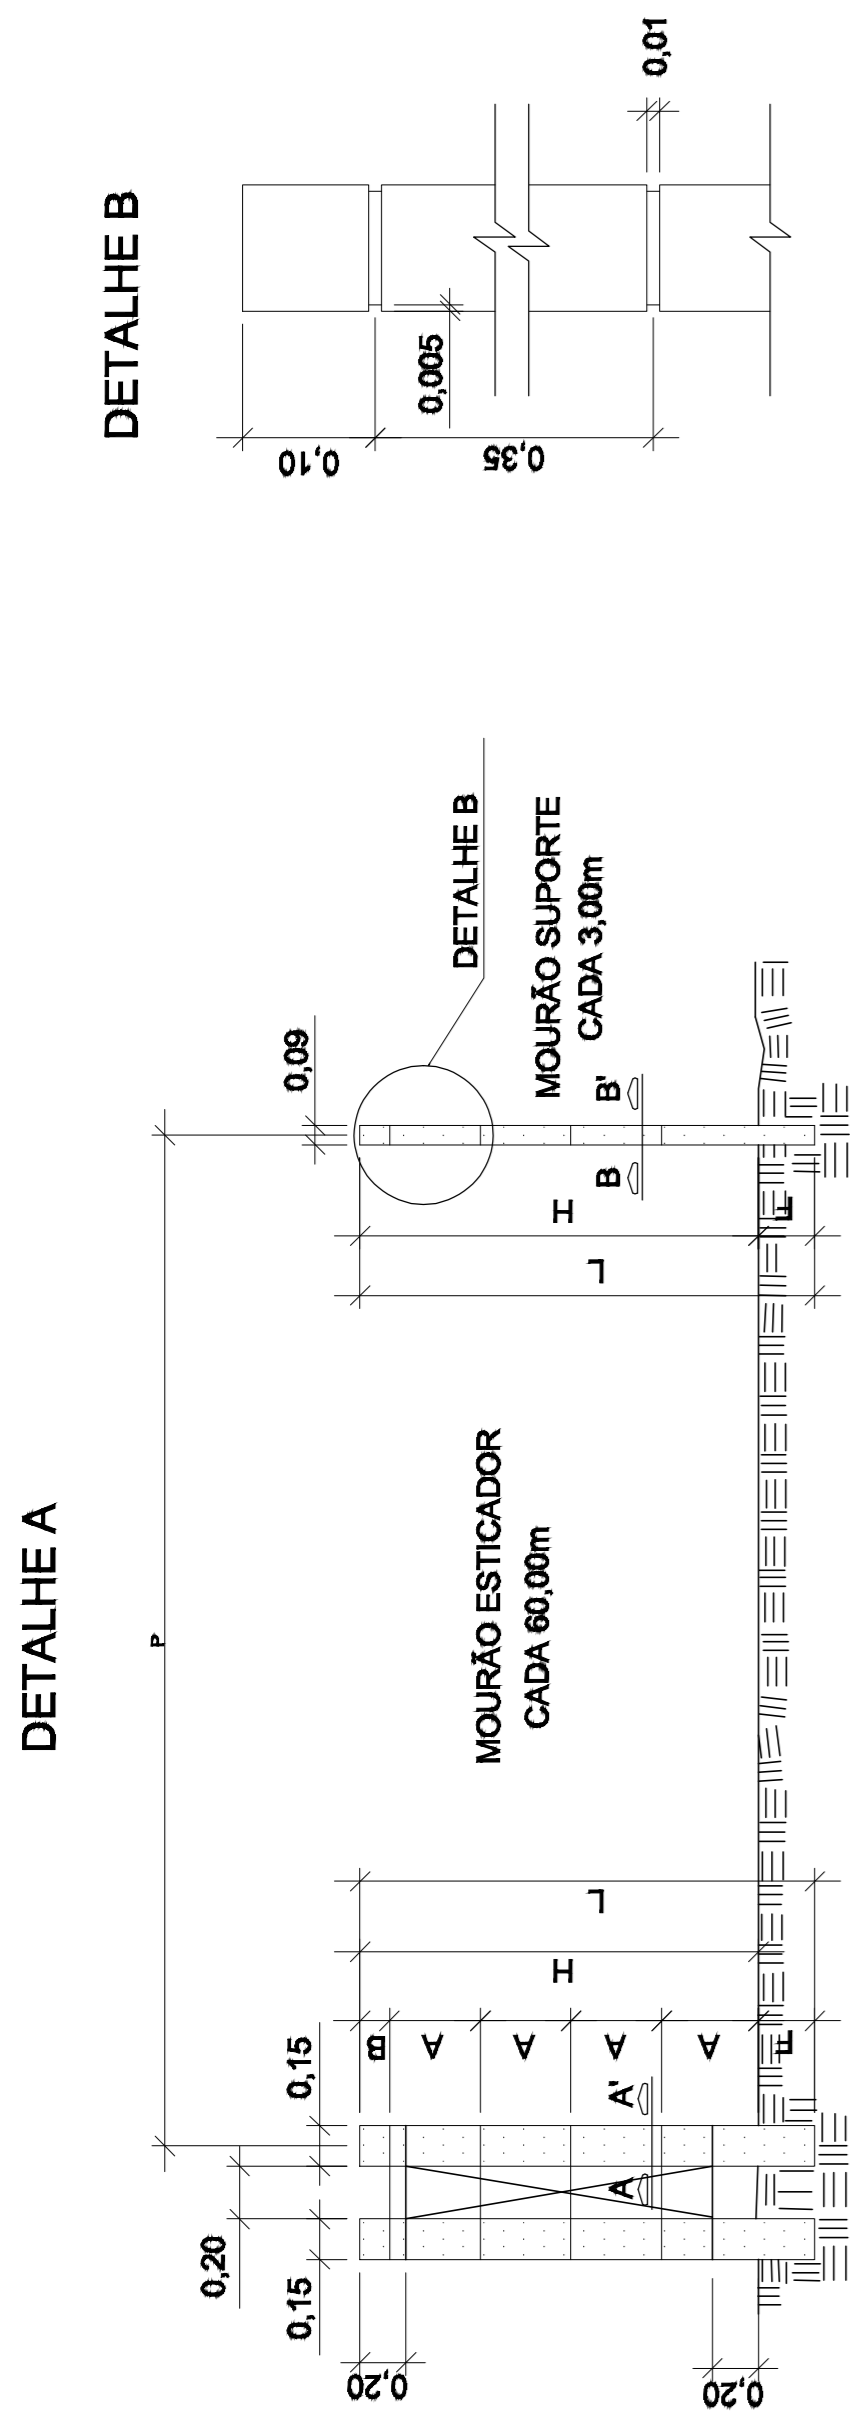 DETALHE A
P
0,20
0,15
0,15
0,20
0,20
B
A
A
A
A
F
H
L
A
A'
MOURÃO ESTICADOR
CADA 60,00m
L
H
F
0,09
B
B'
DETALHE B
MOURÃO SUPORTE
CADA 3,00m
DETALHE B
0,10
0,35
0,005
0,01